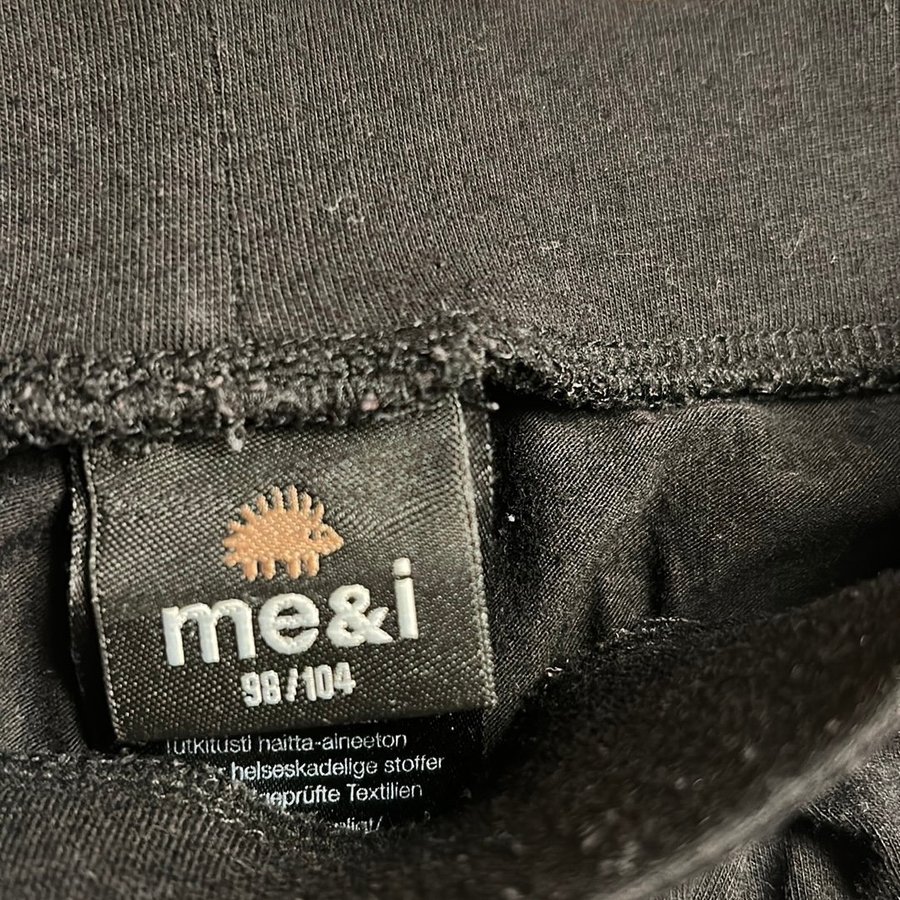 me&i
98/104
Tutkitusti haitta-aineeton
helseskadelige stoffer
geprüfte Textilien